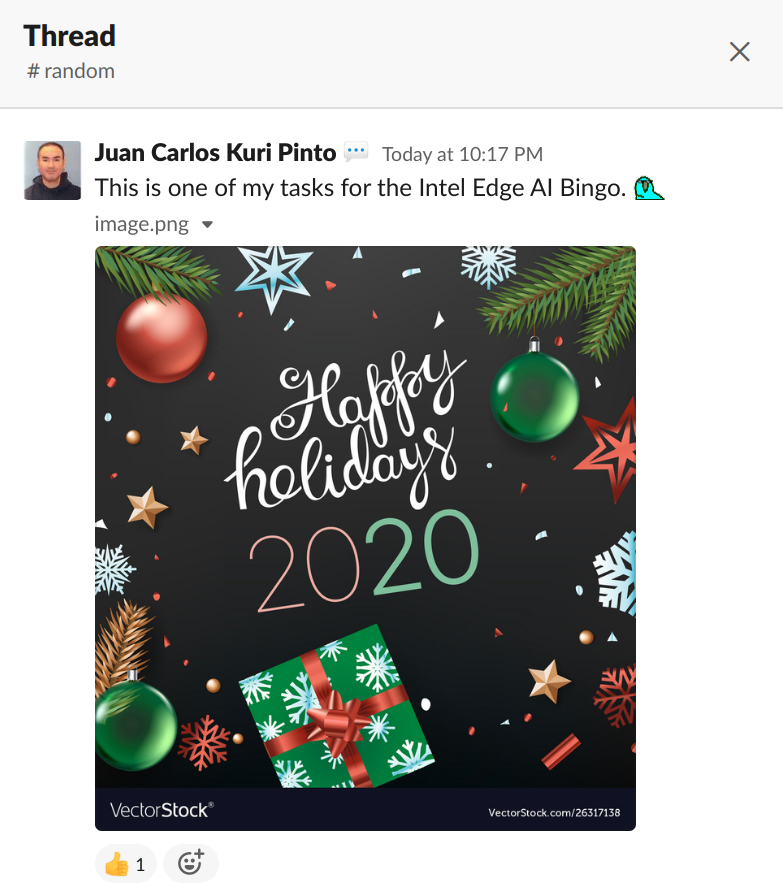 Thread
# random
Juan Carlos Kuri Pinto Today at 10:17 PM
This is one of my tasks for the Intel Edge AI Bingo.
image.png
Happy
holidays
2020
VectorStock® VectorStock.com/26317138
1